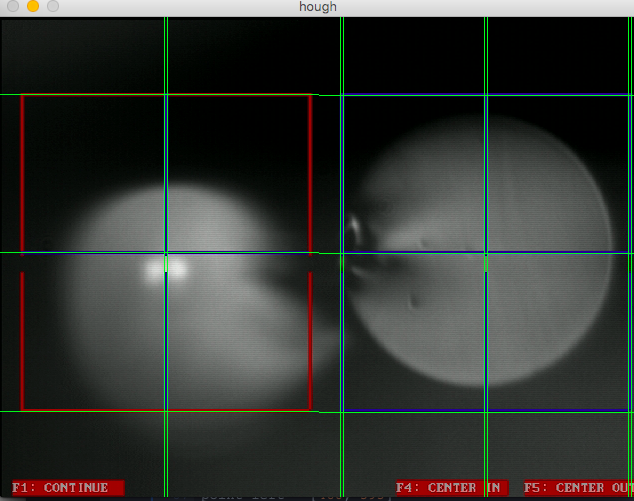 hough
F1: CONTINUE
F4: CENTER IN
F5: CENTER OUT